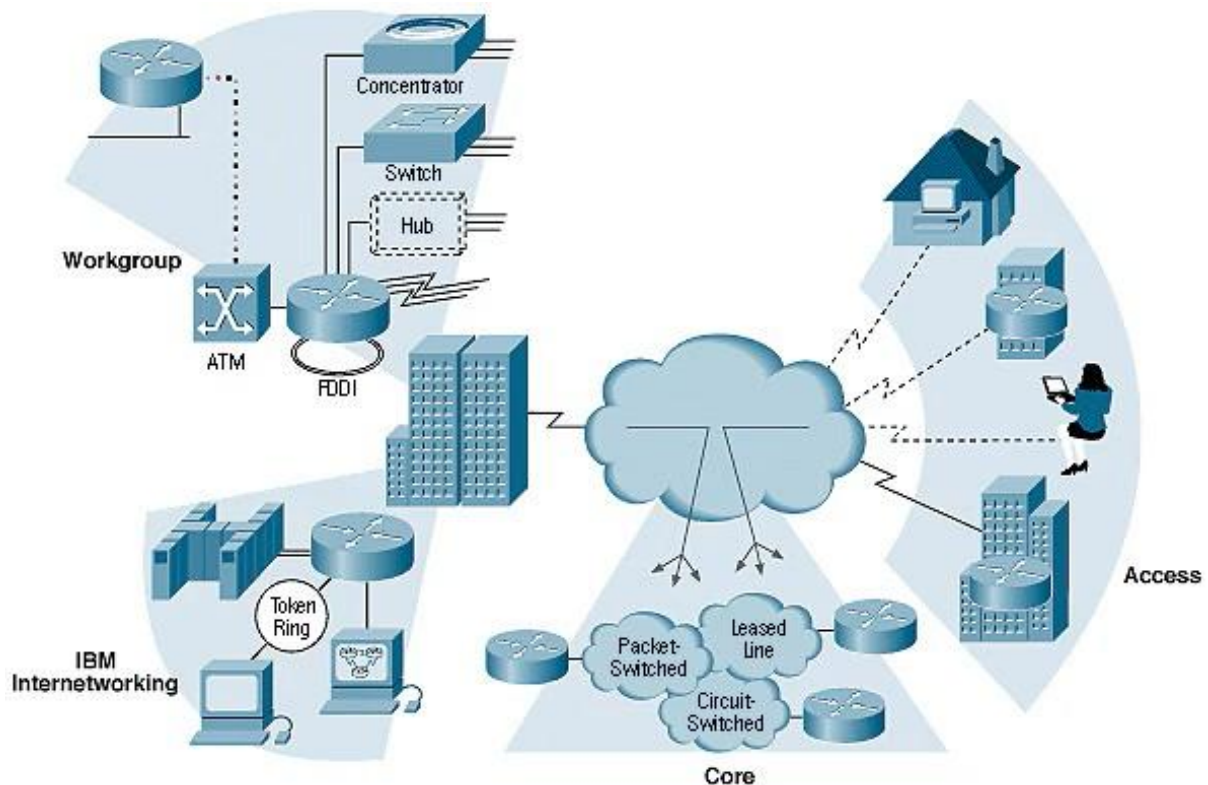 Concentrator
Switch
Hub
Workgroup
ATM
FDDI
Token
Ring
IBM
Internetworking
Packet-
Switched
Leased
Line
Circuit-
Switched
Core
Access